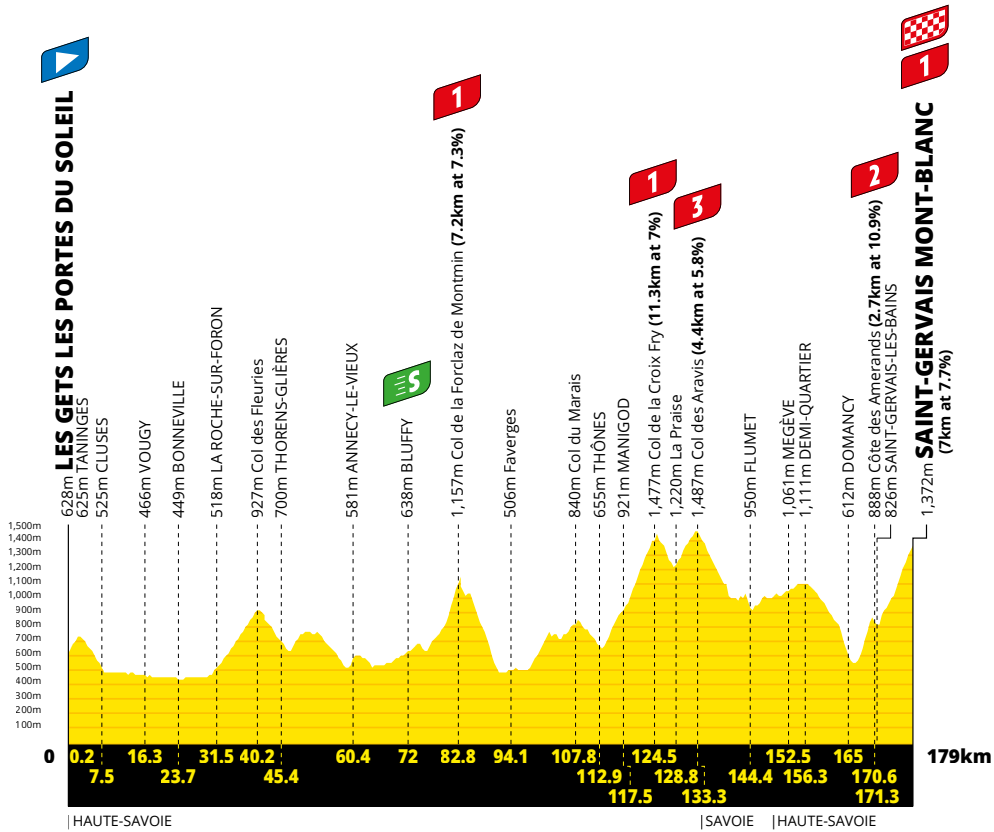 LES GETS LES PORTES DU SOLEIL
628m
625m TANINGES
525m CLUSES
466m VOUGY
449m BONNEVILLE
518m LA ROCHE-SUR-FORON
927m Col des Fleuries
700m THORENS-GLIÈRES
581m ANNECY-LE-VIEUX
S
638m BLUFFY
1
1,157m Col de la Forclaz de Montmin (7.2km at 7.3%)
506m Faverges
840m Col du Marais
655m THÔNES
921m MANIGOD
1
1,477m Col de la Croix Fry (11.3km at 7%)
1,220m La Praise
3
1,487m Col des Aravis (4.4km at 5.8%)
950m FLUMET
1,061m MEGÈVE
1,111m DEMI-QUARTIER
612m DOMANCY
2
888m Côte des Amerands (2.7km at 10.9%)
826m SAINT-GERVAIS-LES-BAINS
1
1,372m SAINT-GERVAIS MONT-BLANC
(7km at 7.7%)
1,500m
1,400m
1,300m
1,200m
1,100m
1,000m
900m
800m
700m
600m
500m
400m
300m
200m
100m
0 0.2 16.3 31.5 40.2 60.4 72 82.8 94.1 107.8 124.5 152.5 165 179km
7.5 23.7 45.4 112.9 128.8 144.4 156.3 170.6
117.5 133.3 171.3
HAUTE-SAVOIE SAVOIE HAUTE-SAVOIE